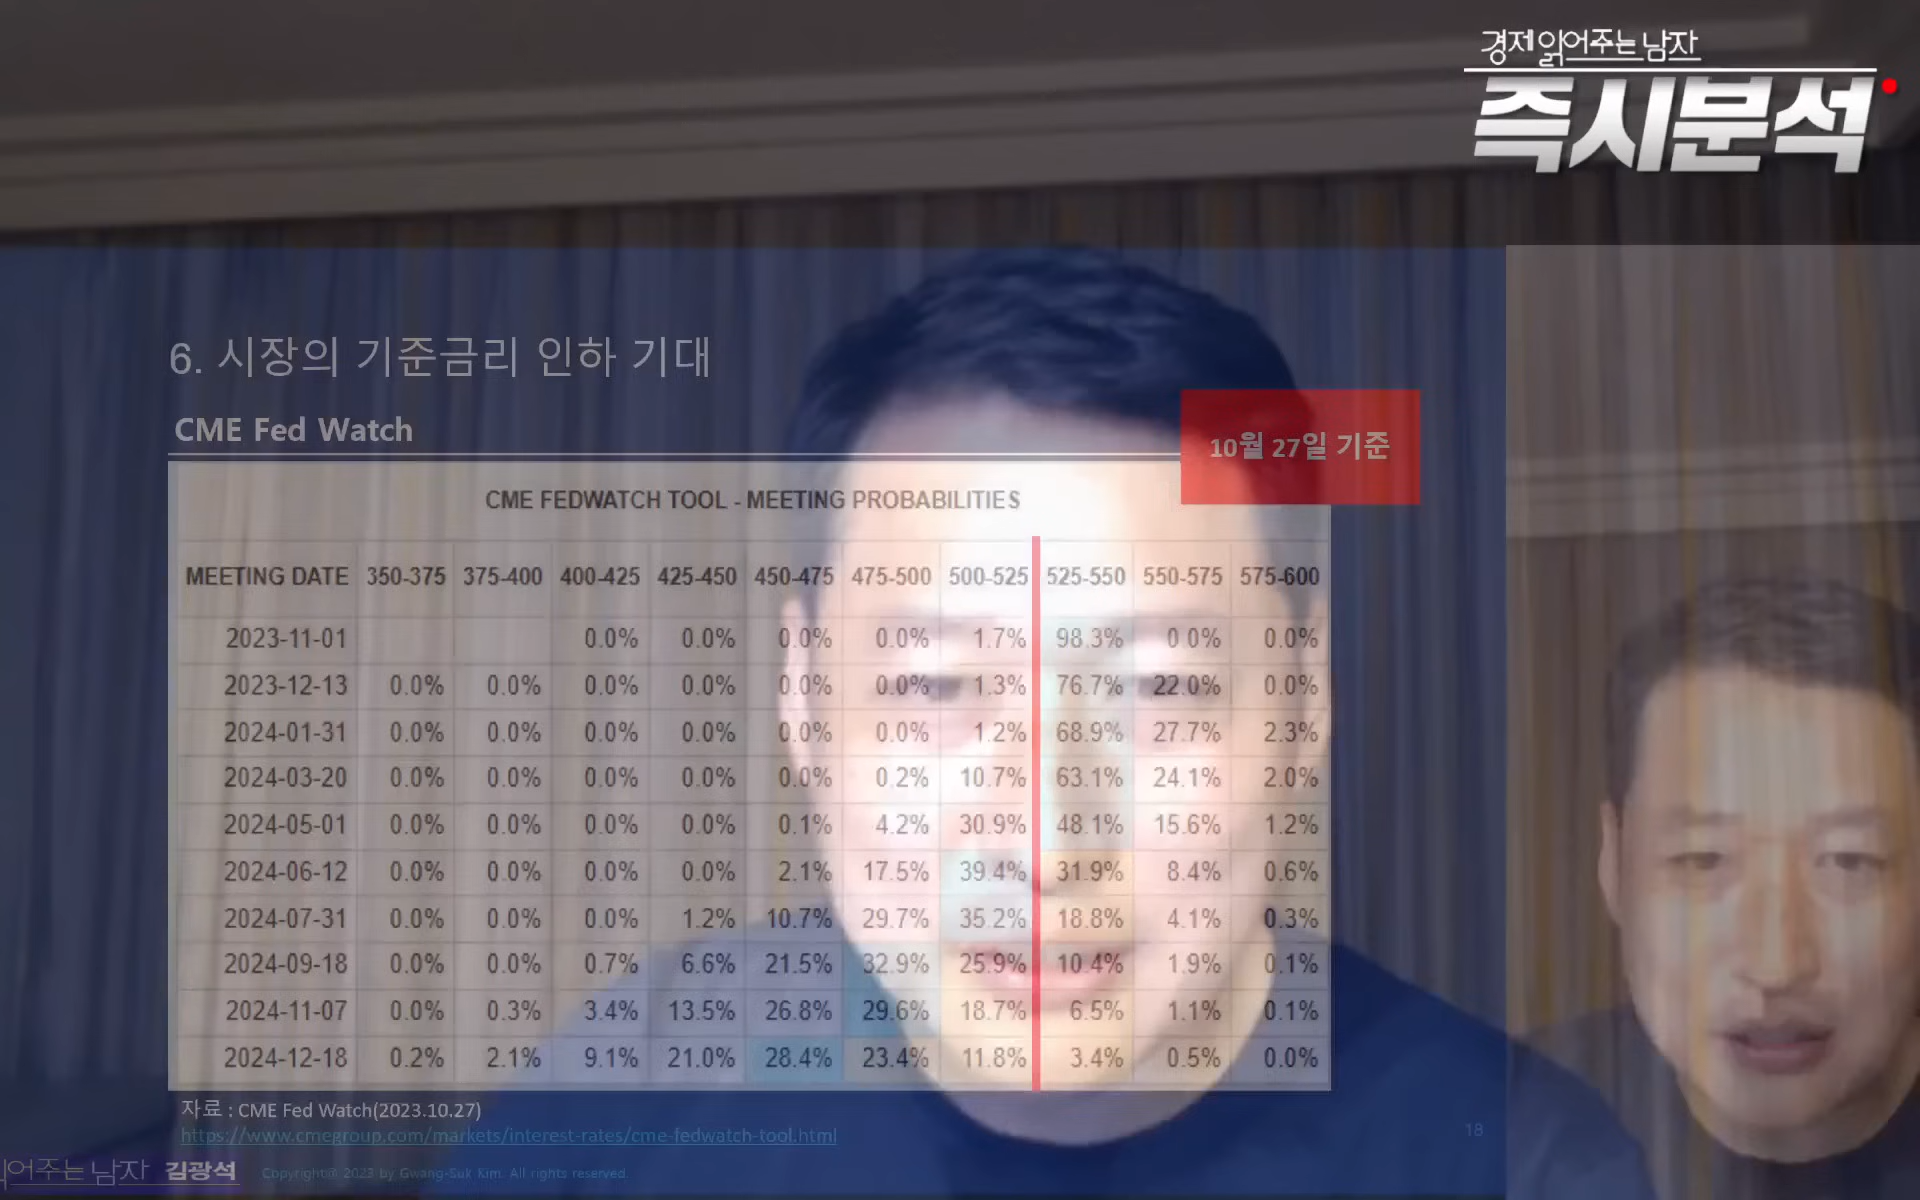 경제 읽어주는 남자
즉시분석
6. 시장의 기준금리 인하 기대
CME Fed Watch
10월 27일 기준
CME FEDWATCH TOOL - MEETING PROBABILITIES
MEETING DATE 350-375 375-400 400-425 425-450 450-475 475-500 500-525 525-550 550-575 575-600
2023-11-01 0.0% 0.0% 0.0% 0.0% 1.7% 98.3% 0.0% 0.0%
2023-12-13 0.0% 0.0% 0.0% 0.0% 0.0% 0.0% 1.3% 76.7% 22.0% 0.0%
2024-01-31 0.0% 0.0% 0.0% 0.0% 0.0% 0.0% 1.2% 68.9% 27.7% 2.3%
2024-03-20 0.0% 0.0% 0.0% 0.0% 0.0% 0.2% 10.7% 63.1% 24.1% 2.0%
2024-05-01 0.0% 0.0% 0.0% 0.0% 0.1% 4.2% 30.9% 48.1% 15.6% 1.2%
2024-06-12 0.0% 0.0% 0.0% 0.0% 2.1% 17.5% 39.4% 31.9% 8.4% 0.6%
2024-07-31 0.0% 0.0% 0.0% 1.2% 10.7% 29.7% 35.2% 18.8% 4.1% 0.3%
2024-09-18 0.0% 0.0% 0.7% 6.6% 21.5% 32.9% 25.9% 10.4% 1.9% 0.1%
2024-11-07 0.0% 0.3% 3.4% 13.5% 26.8% 29.6% 18.7% 6.5% 1.1% 0.1%
2024-12-18 0.2% 2.1% 9.1% 21.0% 28.4% 23.4% 11.8% 3.4% 0.5% 0.0%
자료 : CME Fed Watch(2023.10.27)
https://www.cmegroup.com/markets/interest-rates/cme-fedwatch-tool.html
18
어주는 남자 김광석 Copyright@ 2023 by Gwang-Suk Kim. All rights reserved.